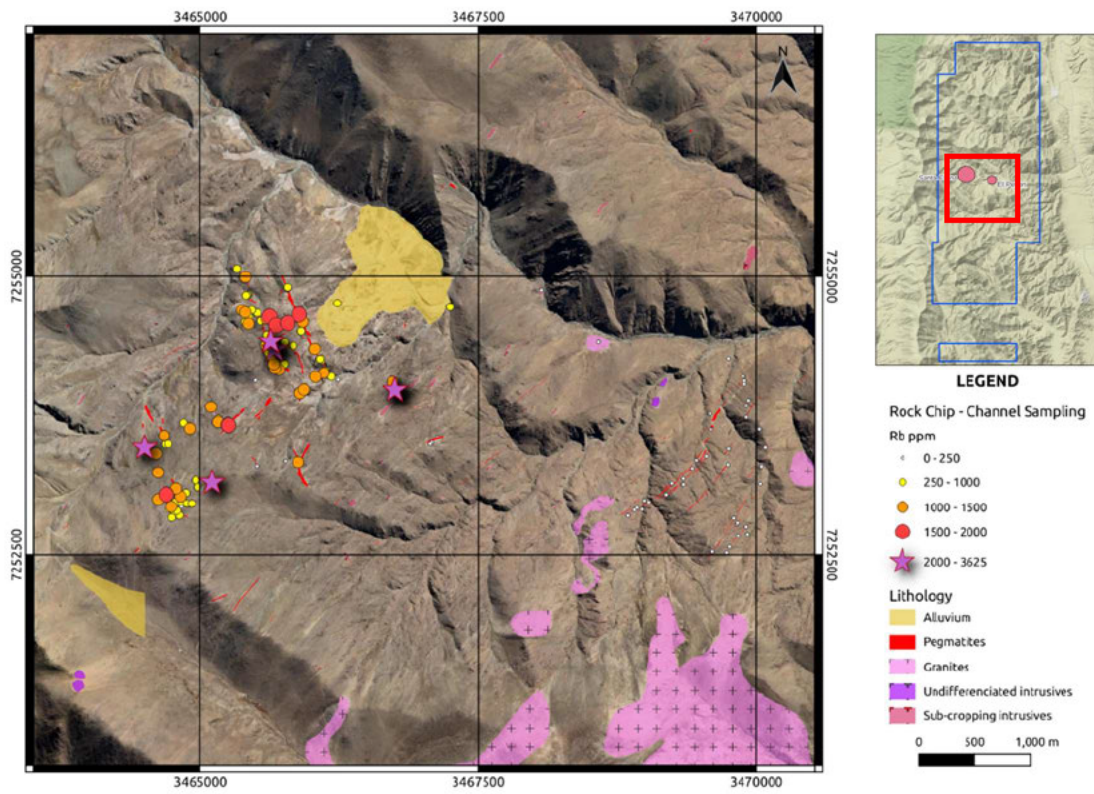 3465000
3467500
3470000
N
7255000
7255000
7252500
7252500
3465000
3467500
3470000
LEGEND
Rock Chip - Channel Sampling
Rb ppm
0 - 250
250 - 1000
1000 - 1500
1500 - 2000
2000 - 3625
Lithology
Alluvium
Pegmatites
Granites
Undifferenciated intrusives
Sub-cropping intrusives
0 500 1,000 m